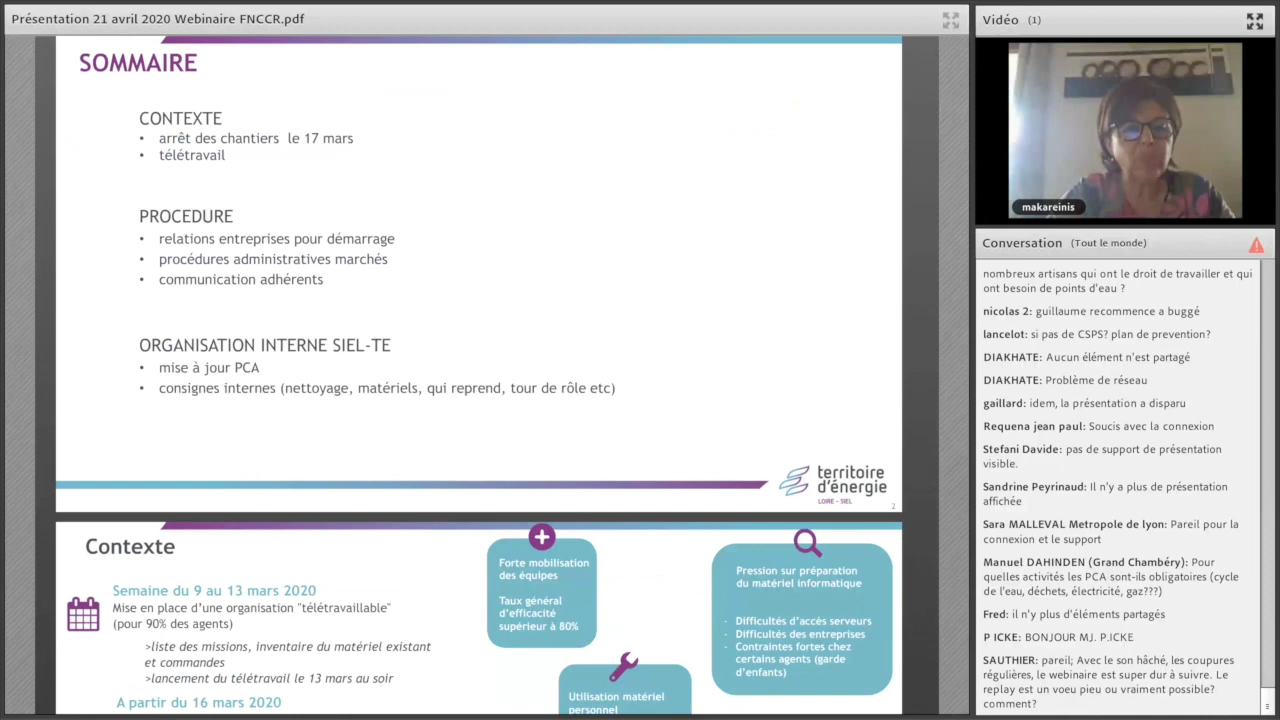 Présentation 21 avril 2020 Webinaire FNCCR.pdf
SOMMAIRE
CONTEXTE
• arrêt des chantiers le 17 mars
• télétravail
PROCEDURE
• relations entreprises pour démarrage
• procédures administratives marchés
• communication adhérents
ORGANISATION INTERNE SIEL-TE
• mise à jour PCA
• consignes internes (nettoyage, matériels, qui reprend, tour de rôle etc)
territoire
d'énergie
LOIRE - SIEL
2
Contexte
Semaine du 9 au 13 mars 2020
Mise en place d'une organisation "télétravaillable"
(pour 90% des agents)
>liste des missions, inventaire du matériel existant
et commandes
>lancement du télétravail le 13 mars au soir
A partir du 16 mars 2020
Forte mobilisation
des équipes
Taux général
d'efficacité
supérieur à 80%
Utilisation matériel
personnel
Pression sur préparation
du matériel informatique
- Difficultés d'accès serveurs
- Difficultés des entreprises
- Contraintes fortes chez
certains agents (garde
d'enfants)
Vidéo (1)
makareinis
Conversation (Tout le monde)
nombreux artisans qui ont le droit de travailler et qui
ont besoin de points d'eau ?
nicolas 2: guillaume recommence a buggé
lancelot: si pas de CSPS? plan de prevention?
DIAKHATE: Aucun élément n'est partagé
DIAKHATE: Problème de réseau
gaillard: idem, la présentation a disparu
Requena jean paul: Soucis avec la connexion
Stefani Davide: pas de support de présentation
visible.
Sandrine Peyrinaud: Il n'y a plus de présentation
affichée
Sara MALLEVAL Metropole de lyon: Pareil pour la
connexion et le support
Manuel DAHINDEN (Grand Chambéry): Pour
quelles activités les PCA sont-ils obligatoires (cycle
de l'eau, déchets, électricité, gaz???)
Fred: il n'y plus d'éléments partagés
P ICKE: BONJOUR MJ. P.ICKE
SAUTHIER: pareil; Avec le son hâché, les coupures
régulières, le webinaire est super dur à suivre. Le
replay est un voeu pieu ou vraiment possible?
comment?